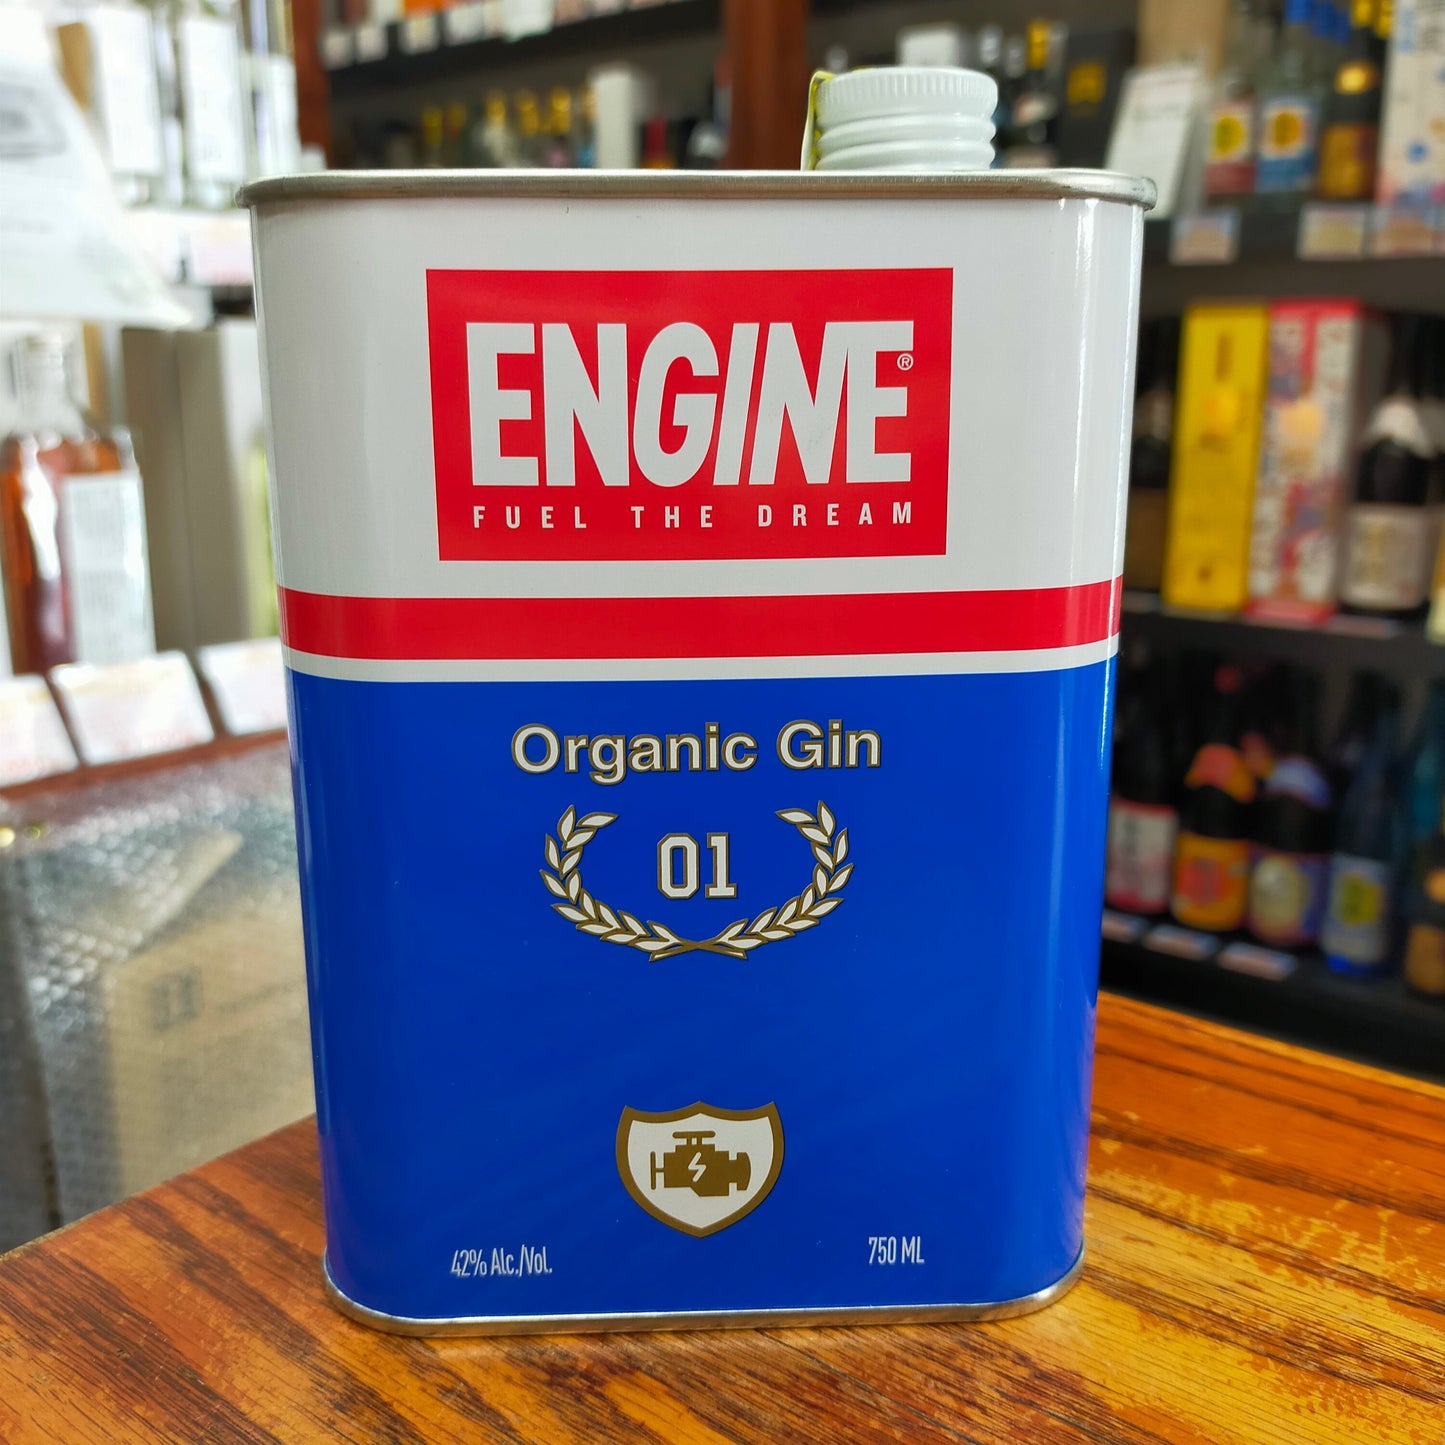 ENGINE®
FUEL THE DREAM
Organic Gin
01
42% Alc./Vol.
750 ML